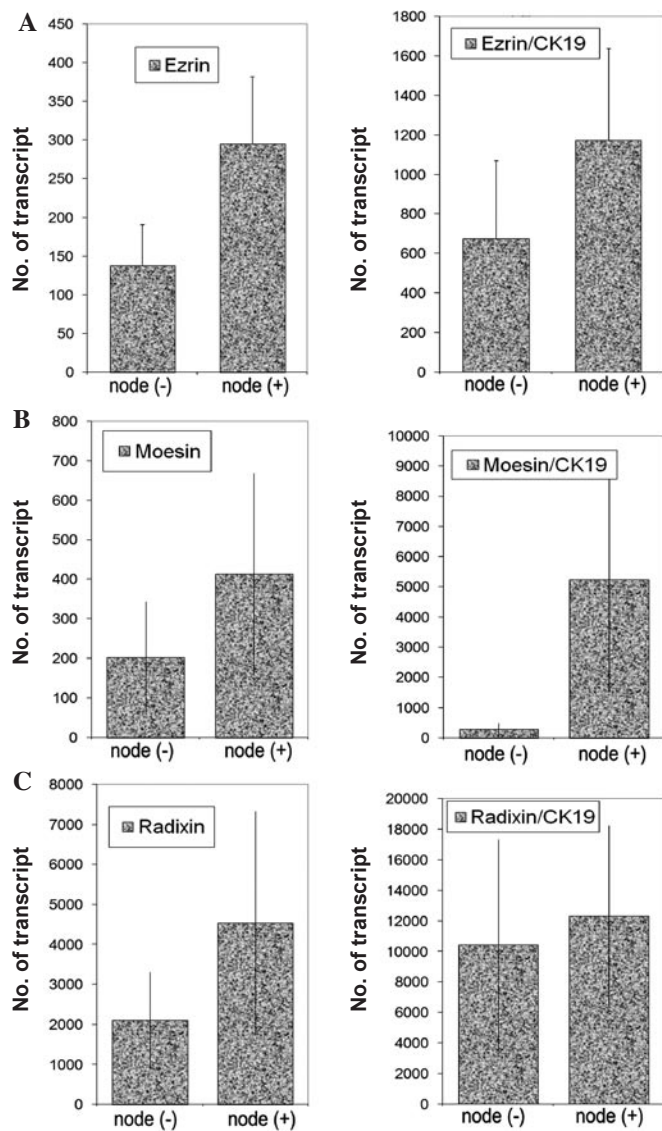 A
No. of transcript
450
400
350
300
250
200
150
100
50
0
Ezrin
node (-) node (+)
No. of transcript
1800
1600
1400
1200
1000
800
600
400
200
0
Ezrin/CK19
node (-) node (+)
B
No. of transcript
800
700
600
500
400
300
200
100
0
Moesin
node (-) node (+)
No. of transcript
10000
9000
8000
7000
6000
5000
4000
3000
2000
1000
0
Moesin/CK19
node (-) node (+)
C
No. of transcript
8000
7000
6000
5000
4000
3000
2000
1000
0
Radixin
node (-) node (+)
No. of transcript
20000
18000
16000
14000
12000
10000
8000
6000
4000
2000
0
Radixin/CK19
node (-) node (+)